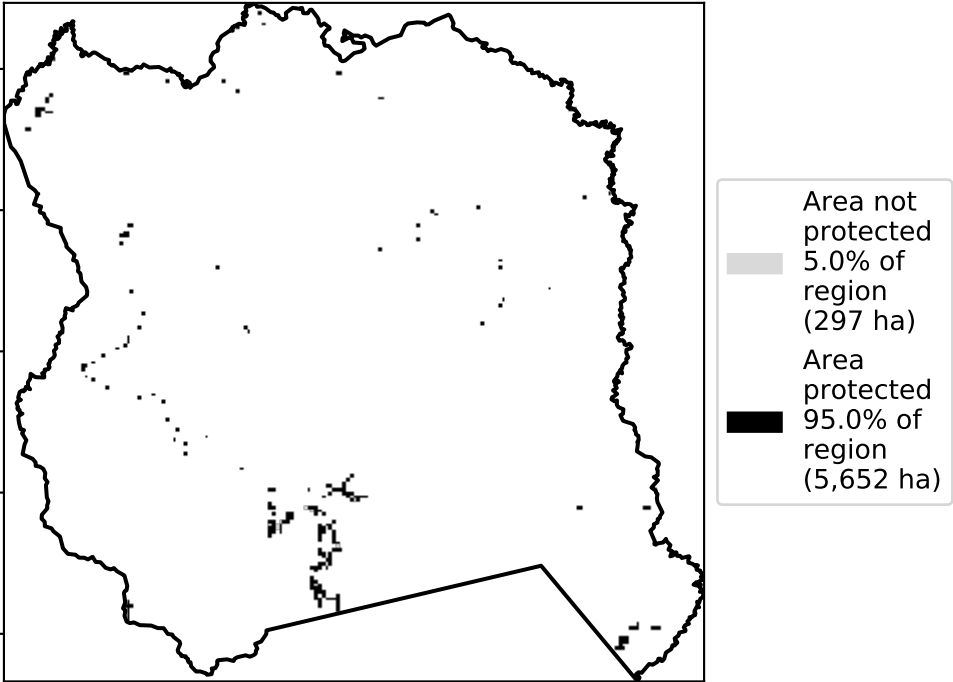 Area not
protected
5.0% of
region
(297 ha)
Area
protected
95.0% of
region
(5,652 ha)